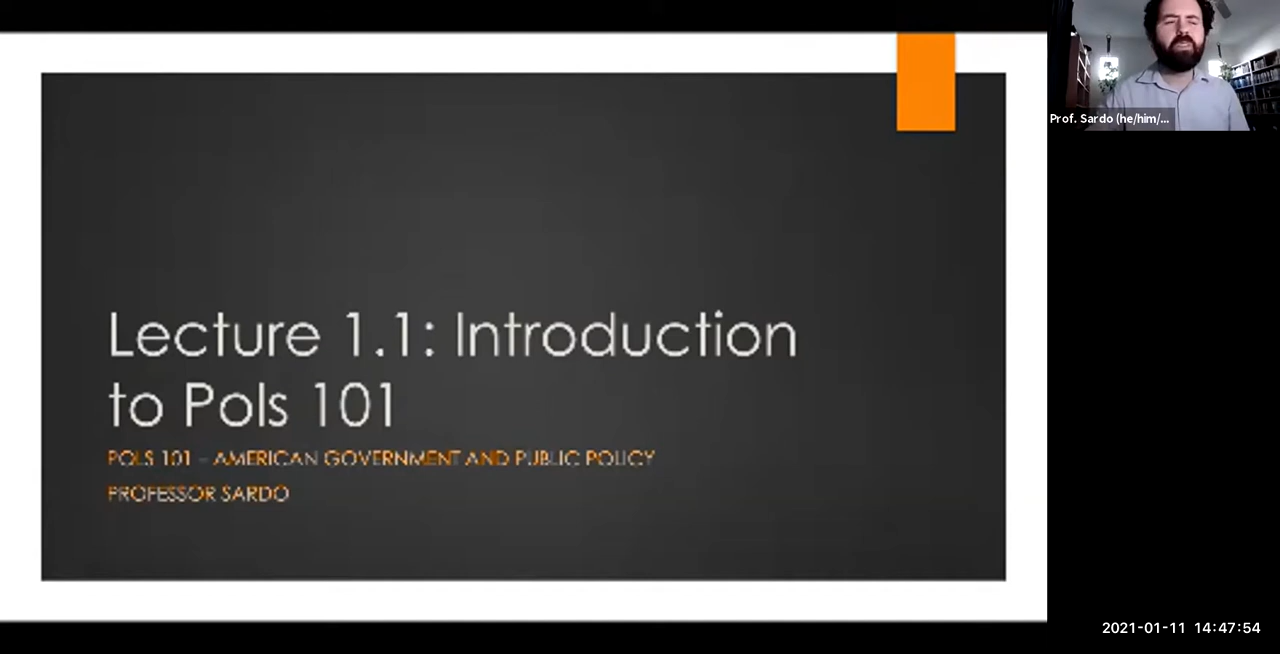 Lecture 1.1: Introduction
to Pols 101
POLS 101 – AMERICAN GOVERNMENT AND PUBLIC POLICY
PROFESSOR SARDO
Prof. Sardo (he/him/...
2021-01-11 14:47:54